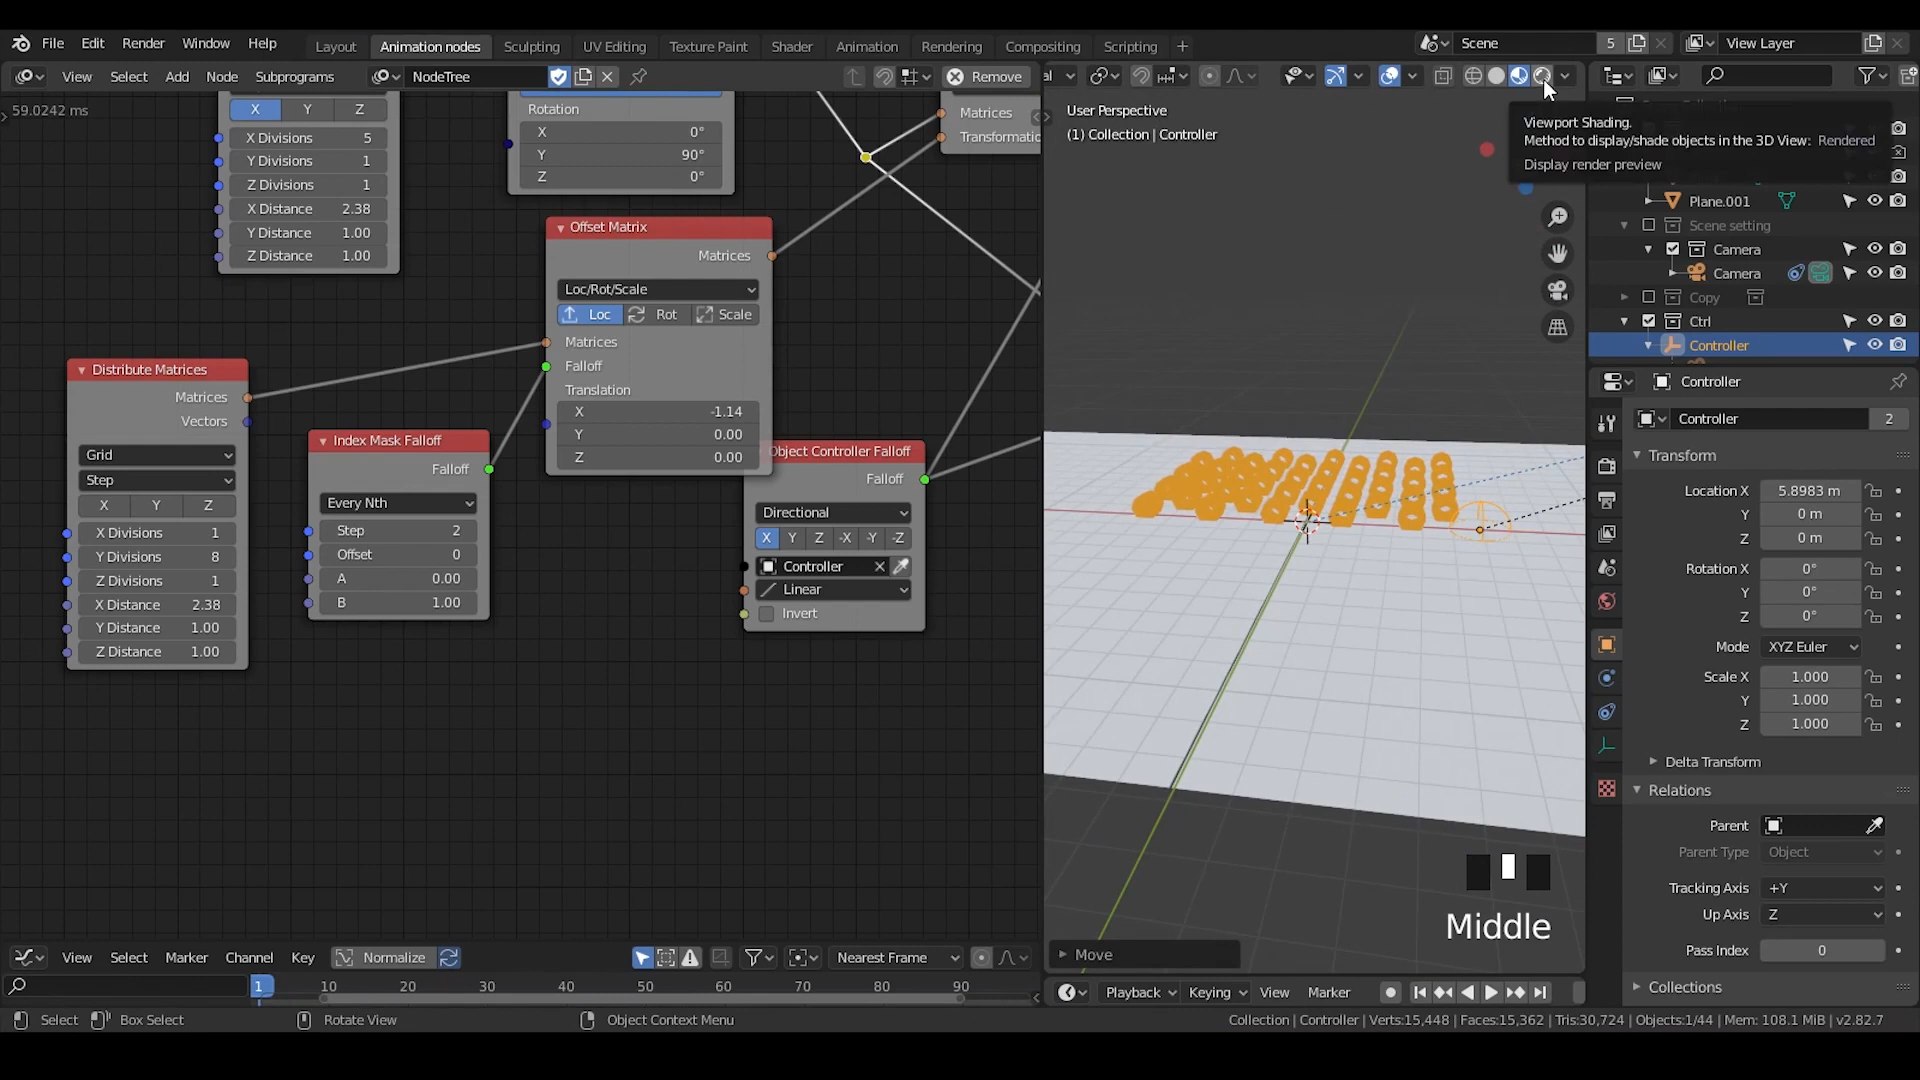 File Edit Render Window Help Layout Animation nodes Sculpting UV Editing Texture Paint Shader Animation Rendering Compositing Scripting + Scene 5 View Layer
View Select Add Node Subprograms NodeTree Remove
59.0242 ms
X Y Z
X Divisions 5
Y Divisions 1
Z Divisions 1
X Distance 2.38
Y Distance 1.00
Z Distance 1.00
Rotation
X 0°
Y 90°
Z 0°
Matrices
Offset Matrix
Matrices
Loc/Rot/Scale
Loc Rot Scale
Matrices
Falloff
Translation
X -1.14
Y 0.00
Z 0.00
Distribute Matrices
Matrices
Vectors
Grid
Step
X Y Z
X Divisions 1
Y Divisions 8
Z Divisions 1
X Distance 2.38
Y Distance 1.00
Z Distance 1.00
Index Mask Falloff
Falloff
Every Nth
Step 2
Offset 0
A 0.00
B 1.00
Object Controller Falloff
Falloff
Directional
X Y Z -X -Y -Z
Controller
Linear
Invert
User Perspective
(1) Collection | Controller
Viewport Shading.
Method to display/shade objects in the 3D View: Rendered
Display render preview
Middle
Move
Plane.001
Scene setting
Camera
Camera
Copy
Ctrl
Controller
Controller
Controller 2
Transform
Location X 5.8983 m
Y 0 m
Z 0 m
Rotation X 0°
Y 0°
Z 0°
Mode XYZ Euler
Scale X 1.000
Y 1.000
Z 1.000
Delta Transform
Relations
Parent
Parent Type Object
Tracking Axis +Y
Up Axis Z
Pass Index 0
Collections
View Select Marker Channel Key Normalize Nearest Frame
1 10 20 30 40 50 60 70 80 90
Playback Keying View Marker
Select Box Select Rotate View Object Context Menu
Collection | Controller | Verts:15,448 | Faces:15,362 | Tris:30,724 | Objects:1/44 | Mem: 108.1 MiB | v2.82.7